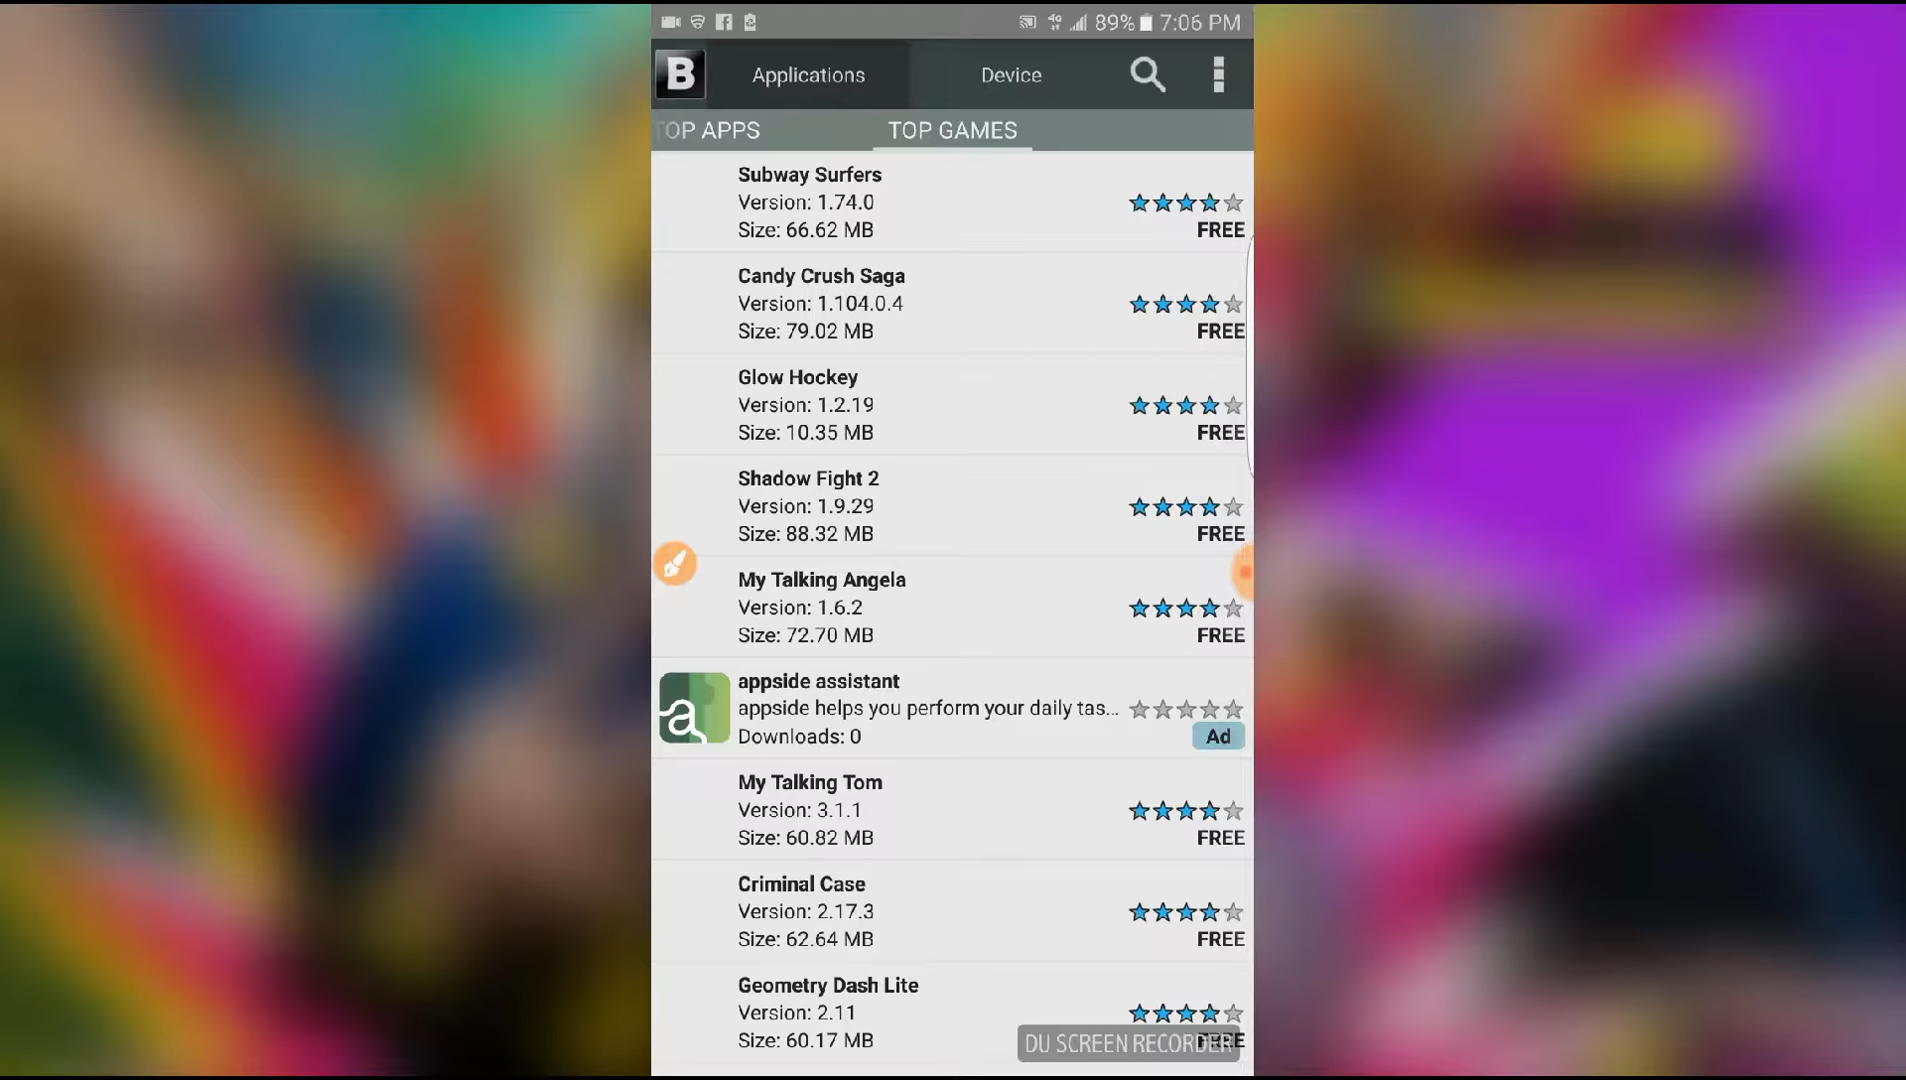 4G 89% 7:06 PM
B Applications Device
TOP APPS TOP GAMES
Subway Surfers
Version: 1.74.0
Size: 66.62 MB
FREE
Candy Crush Saga
Version: 1.104.0.4
Size: 79.02 MB
FREE
Glow Hockey
Version: 1.2.19
Size: 10.35 MB
FREE
Shadow Fight 2
Version: 1.9.29
Size: 88.32 MB
FREE
My Talking Angela
Version: 1.6.2
Size: 72.70 MB
FREE
a
appside assistant
appside helps you perform your daily tas...
Downloads: 0
Ad
My Talking Tom
Version: 3.1.1
Size: 60.82 MB
FREE
Criminal Case
Version: 2.17.3
Size: 62.64 MB
FREE
Geometry Dash Lite
Version: 2.11
Size: 60.17 MB
FREE
DU SCREEN RECORDER